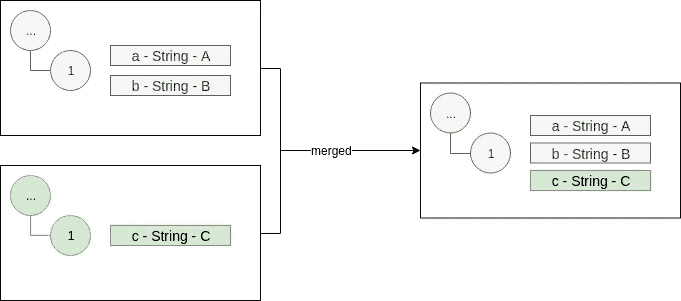 ...
1
a - String - A
b - String - B
...
1
c - String - C
merged
...
1
a - String - A
b - String - B
c - String - C